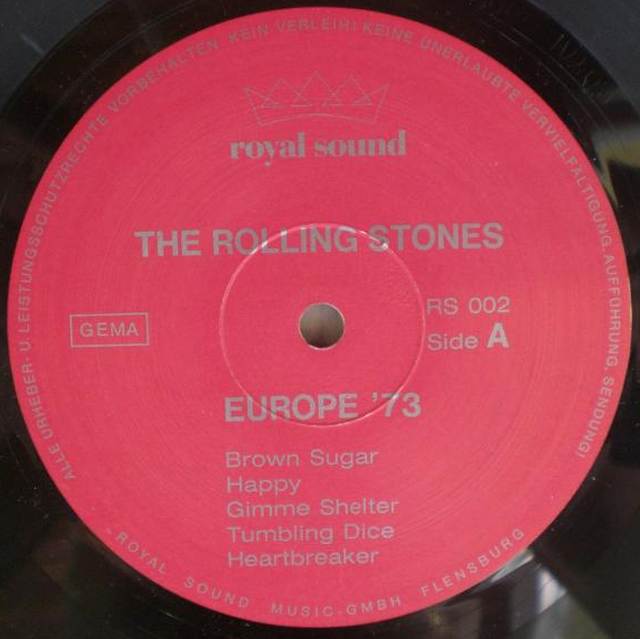 ALLE URHEBER- U. LEISTUNGSSCHUTZRECHTE VORBEHALTEN KEIN VERLEIH! KEINE UNERLAUBTE VERVIELFÄLTIGUNG, AUFFÜHRUNG, SENDUNG!
royal sound
THE ROLLING STONES
RS 002
GEMA
Side A
EUROPE '73
Brown Sugar
Happy
Gimme Shelter
Tumbling Dice
Heartbreaker
ROYAL SOUND MUSIC-GMBH FLENSBURG